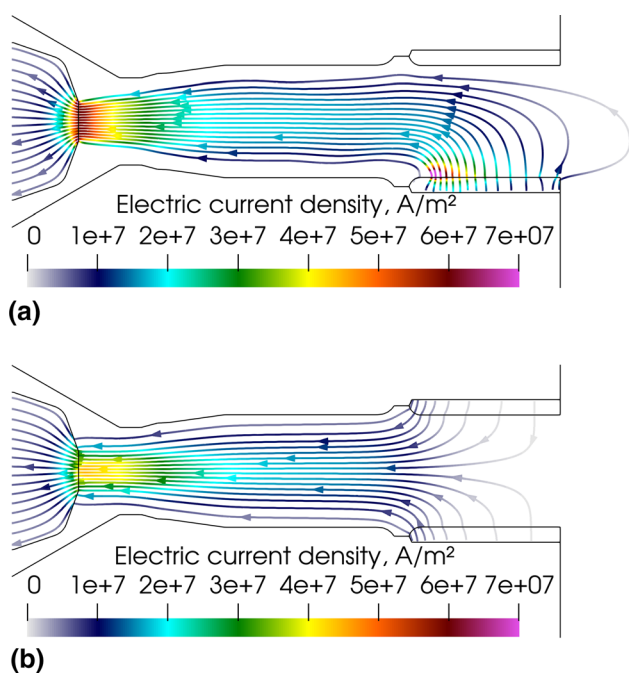 Electric current density, A/m²
0 1e+7 2e+7 3e+7 4e+7 5e+7 6e+7 7e+07
(a)
Electric current density, A/m²
0 1e+7 2e+7 3e+7 4e+7 5e+7 6e+7 7e+07
(b)